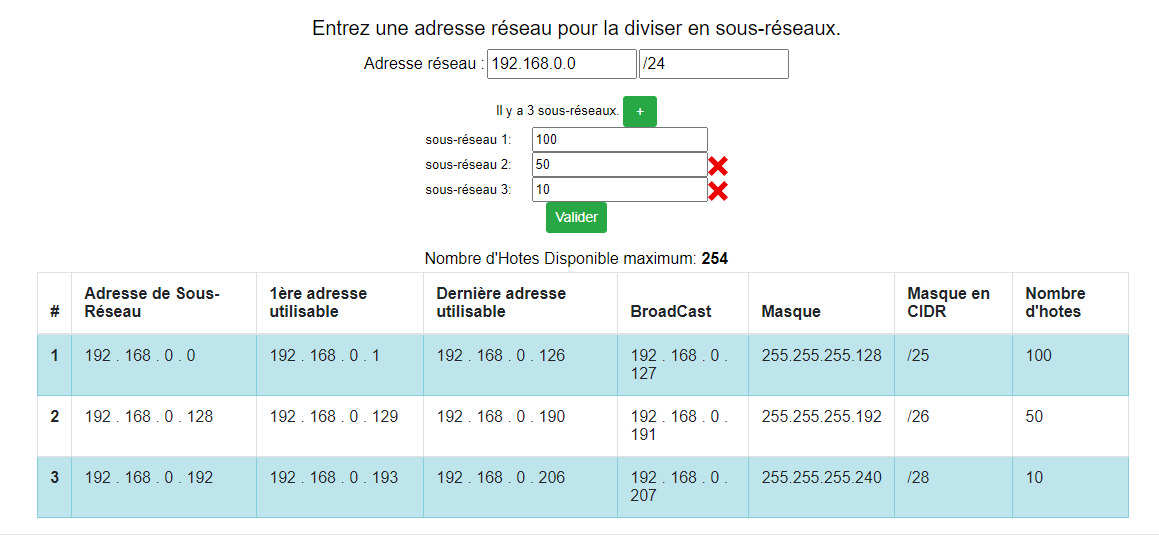 Entrez une adresse réseau pour la diviser en sous-réseaux.
Adresse réseau : 192.168.0.0 /24
Il y a 3 sous-réseaux. +
sous-réseau 1: 100
sous-réseau 2: 50
sous-réseau 3: 10
Valider
Nombre d'Hotes Disponible maximum: 254
# Adresse de Sous-Réseau 1ère adresse utilisable Dernière adresse utilisable BroadCast Masque Masque en CIDR Nombre d'hotes
1 192 . 168 . 0 . 0 192 . 168 . 0 . 1 192 . 168 . 0 . 126 192 . 168 . 0 . 127 255.255.255.128 /25 100
2 192 . 168 . 0 . 128 192 . 168 . 0 . 129 192 . 168 . 0 . 190 192 . 168 . 0 . 191 255.255.255.192 /26 50
3 192 . 168 . 0 . 192 192 . 168 . 0 . 193 192 . 168 . 0 . 206 192 . 168 . 0 . 207 255.255.255.240 /28 10